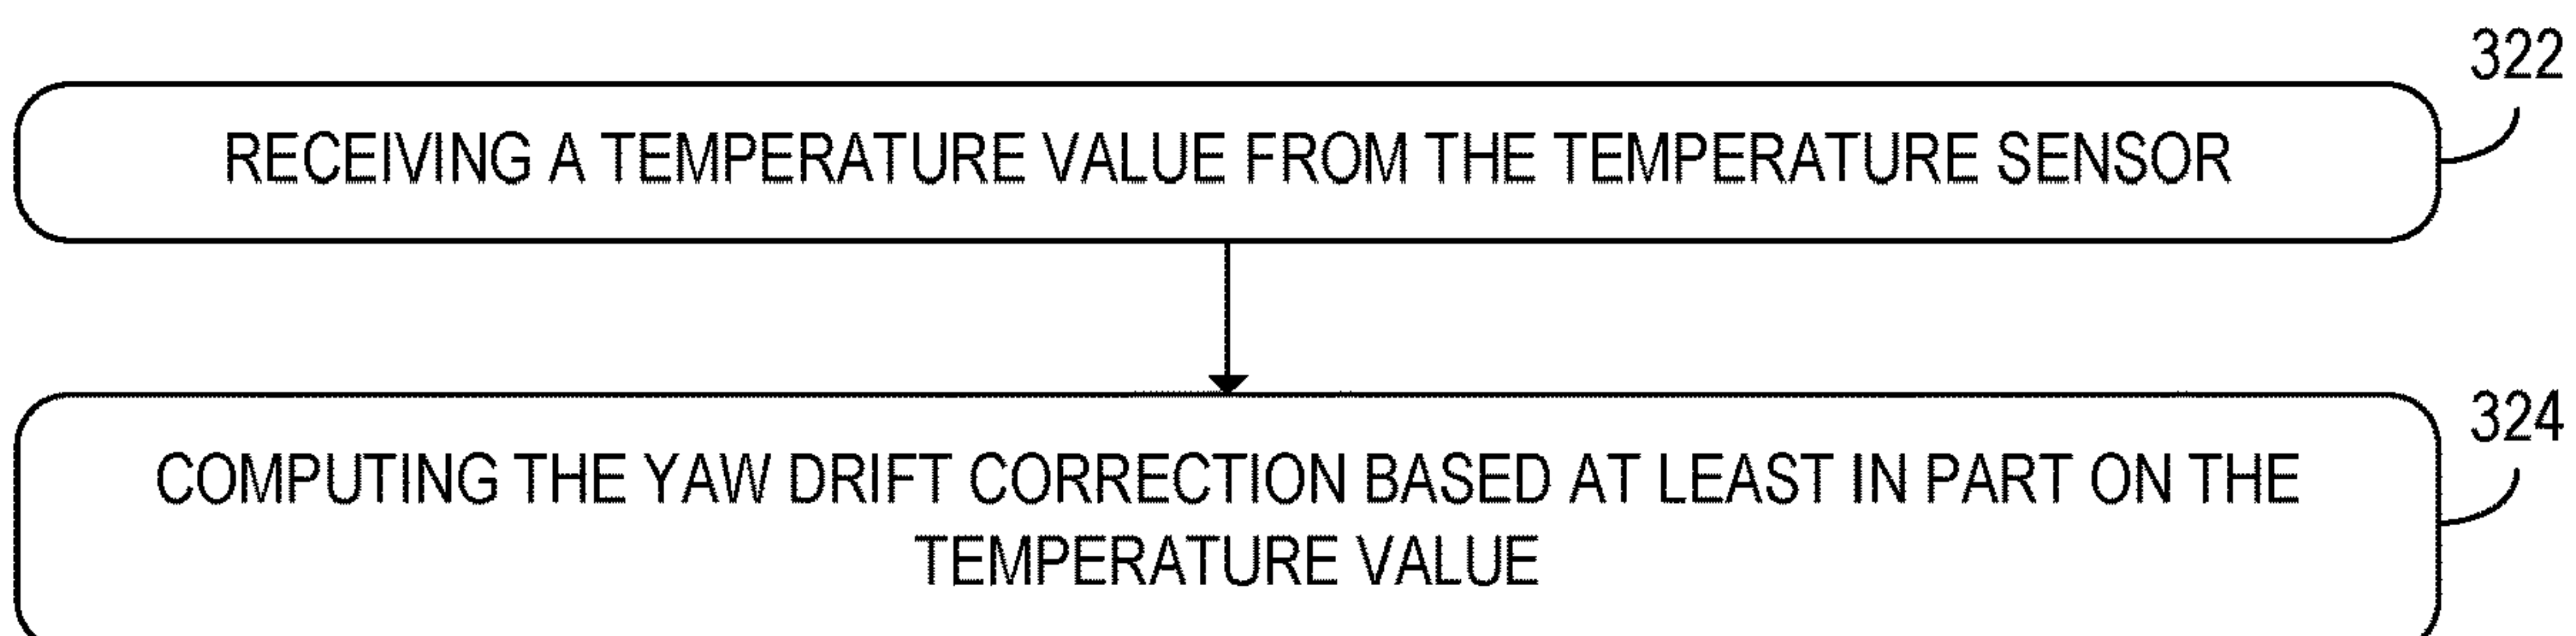 322
RECEIVING A TEMPERATURE VALUE FROM THE TEMPERATURE SENSOR
324
COMPUTING THE YAW DRIFT CORRECTION BASED AT LEAST IN PART ON THE
TEMPERATURE VALUE